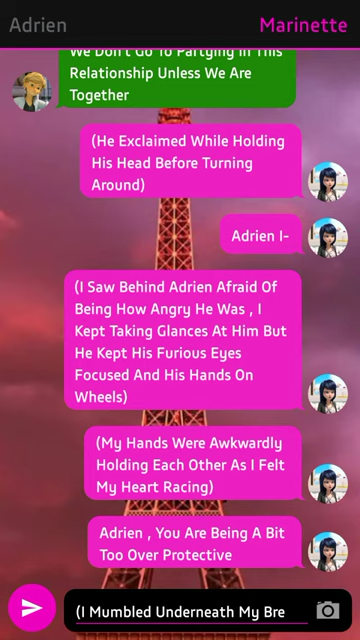 Adrien
Marinette
We Don't Go To Partying In This
Relationship Unless We Are
Together
(He Exclaimed While Holding
His Head Before Turning
Around)
Adrien I-
(I Saw Behind Adrien Afraid Of
Being How Angry He Was , I
Kept Taking Glances At Him But
He Kept His Furious Eyes
Focused And His Hands On
Wheels)
(My Hands Were Awkwardly
Holding Each Other As I Felt
My Heart Racing)
Adrien , You Are Being A Bit
Too Over Protective
(I Mumbled Underneath My Bre